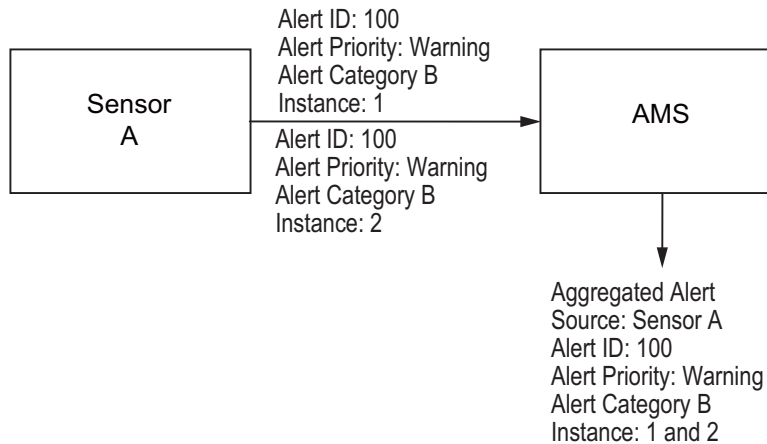 Alert ID: 100
Alert Priority: Warning
Alert Category B
Instance: 1
Sensor
A
AMS
Alert ID: 100
Alert Priority: Warning
Alert Category B
Instance: 2
Aggregated Alert
Source: Sensor A
Alert ID: 100
Alert Priority: Warning
Alert Category B
Instance: 1 and 2